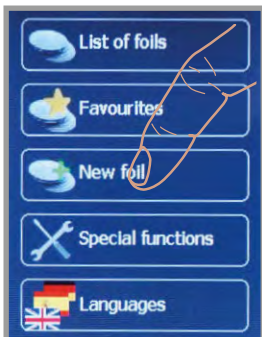 List of foils
Favourites
New foil
Special functions
Languages